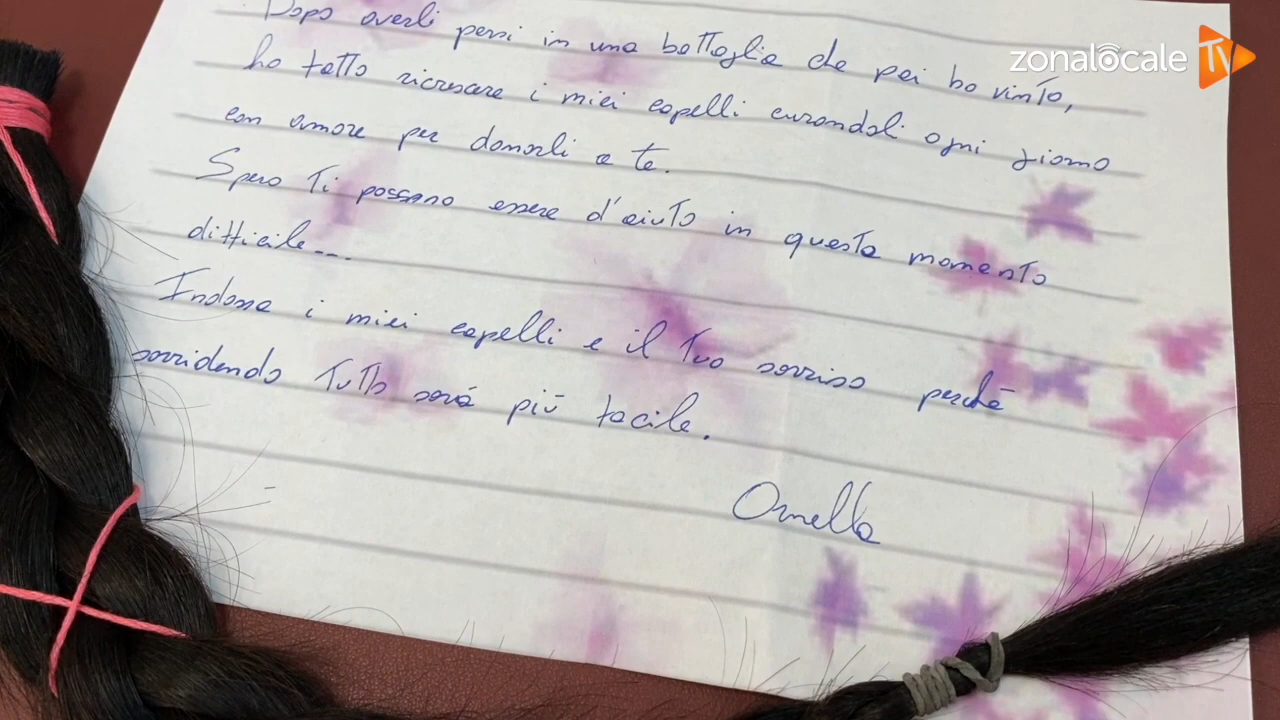 Dopo averli persi in una battaglia che poi ho vinto,
ho fatto ricrescere i miei capelli curandoli ogni giorno
con amore per donarli a te.
Spero Ti possano essere d'aiuto in questo momento
difficile...
Indossa i miei capelli e il tuo sorriso perché
sorridendo tutto sarà più facile.
Ornella
zonalocale TV